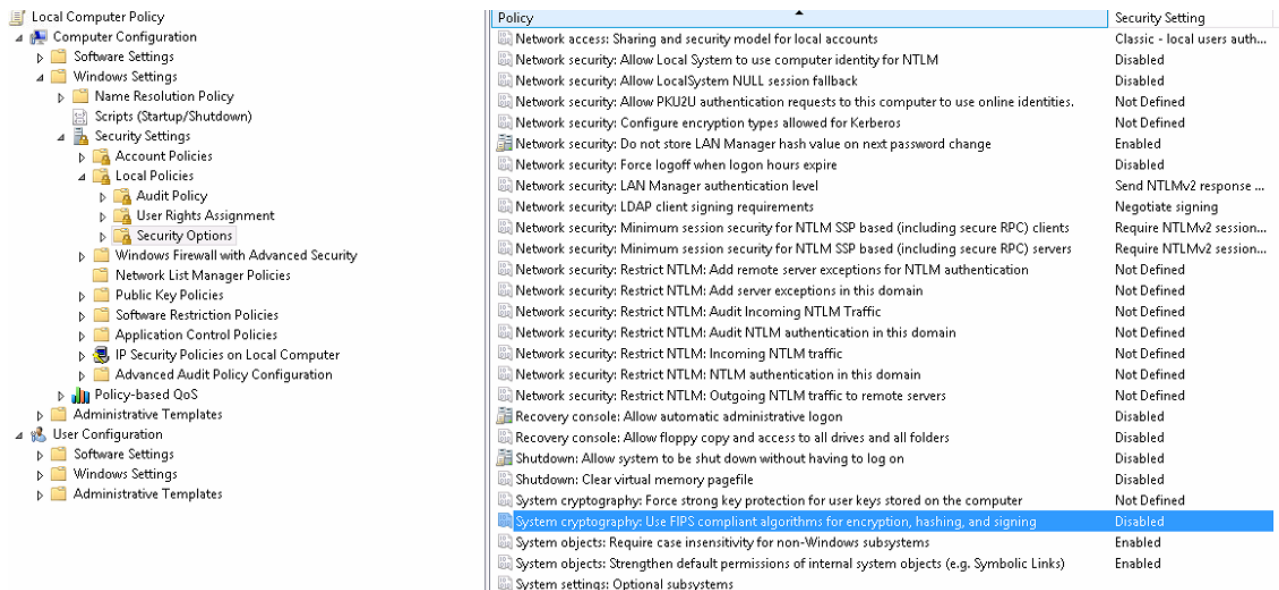 Local Computer Policy
Computer Configuration
Software Settings
Windows Settings
Name Resolution Policy
Scripts (Startup/Shutdown)
Security Settings
Account Policies
Local Policies
Audit Policy
User Rights Assignment
Security Options
Windows Firewall with Advanced Security
Network List Manager Policies
Public Key Policies
Software Restriction Policies
Application Control Policies
IP Security Policies on Local Computer
Advanced Audit Policy Configuration
Policy-based QoS
Administrative Templates
User Configuration
Software Settings
Windows Settings
Administrative Templates
Policy Security Setting
Network access: Sharing and security model for local accounts Classic - local users auth...
Network security: Allow Local System to use computer identity for NTLM Disabled
Network security: Allow LocalSystem NULL session fallback Disabled
Network security: Allow PKU2U authentication requests to this computer to use online identities. Not Defined
Network security: Configure encryption types allowed for Kerberos Not Defined
Network security: Do not store LAN Manager hash value on next password change Enabled
Network security: Force logoff when logon hours expire Disabled
Network security: LAN Manager authentication level Send NTLMv2 response ...
Network security: LDAP client signing requirements Negotiate signing
Network security: Minimum session security for NTLM SSP based (including secure RPC) clients Require NTLMv2 session...
Network security: Minimum session security for NTLM SSP based (including secure RPC) servers Require NTLMv2 session...
Network security: Restrict NTLM: Add remote server exceptions for NTLM authentication Not Defined
Network security: Restrict NTLM: Add server exceptions in this domain Not Defined
Network security: Restrict NTLM: Audit Incoming NTLM Traffic Not Defined
Network security: Restrict NTLM: Audit NTLM authentication in this domain Not Defined
Network security: Restrict NTLM: Incoming NTLM traffic Not Defined
Network security: Restrict NTLM: NTLM authentication in this domain Not Defined
Network security: Restrict NTLM: Outgoing NTLM traffic to remote servers Not Defined
Recovery console: Allow automatic administrative logon Disabled
Recovery console: Allow floppy copy and access to all drives and all folders Disabled
Shutdown: Allow system to be shut down without having to log on Disabled
Shutdown: Clear virtual memory pagefile Disabled
System cryptography: Force strong key protection for user keys stored on the computer Not Defined
System cryptography: Use FIPS compliant algorithms for encryption, hashing, and signing Disabled
System objects: Require case insensitivity for non-Windows subsystems Enabled
System objects: Strengthen default permissions of internal system objects (e.g. Symbolic Links) Enabled
System settings: Optional subsystems